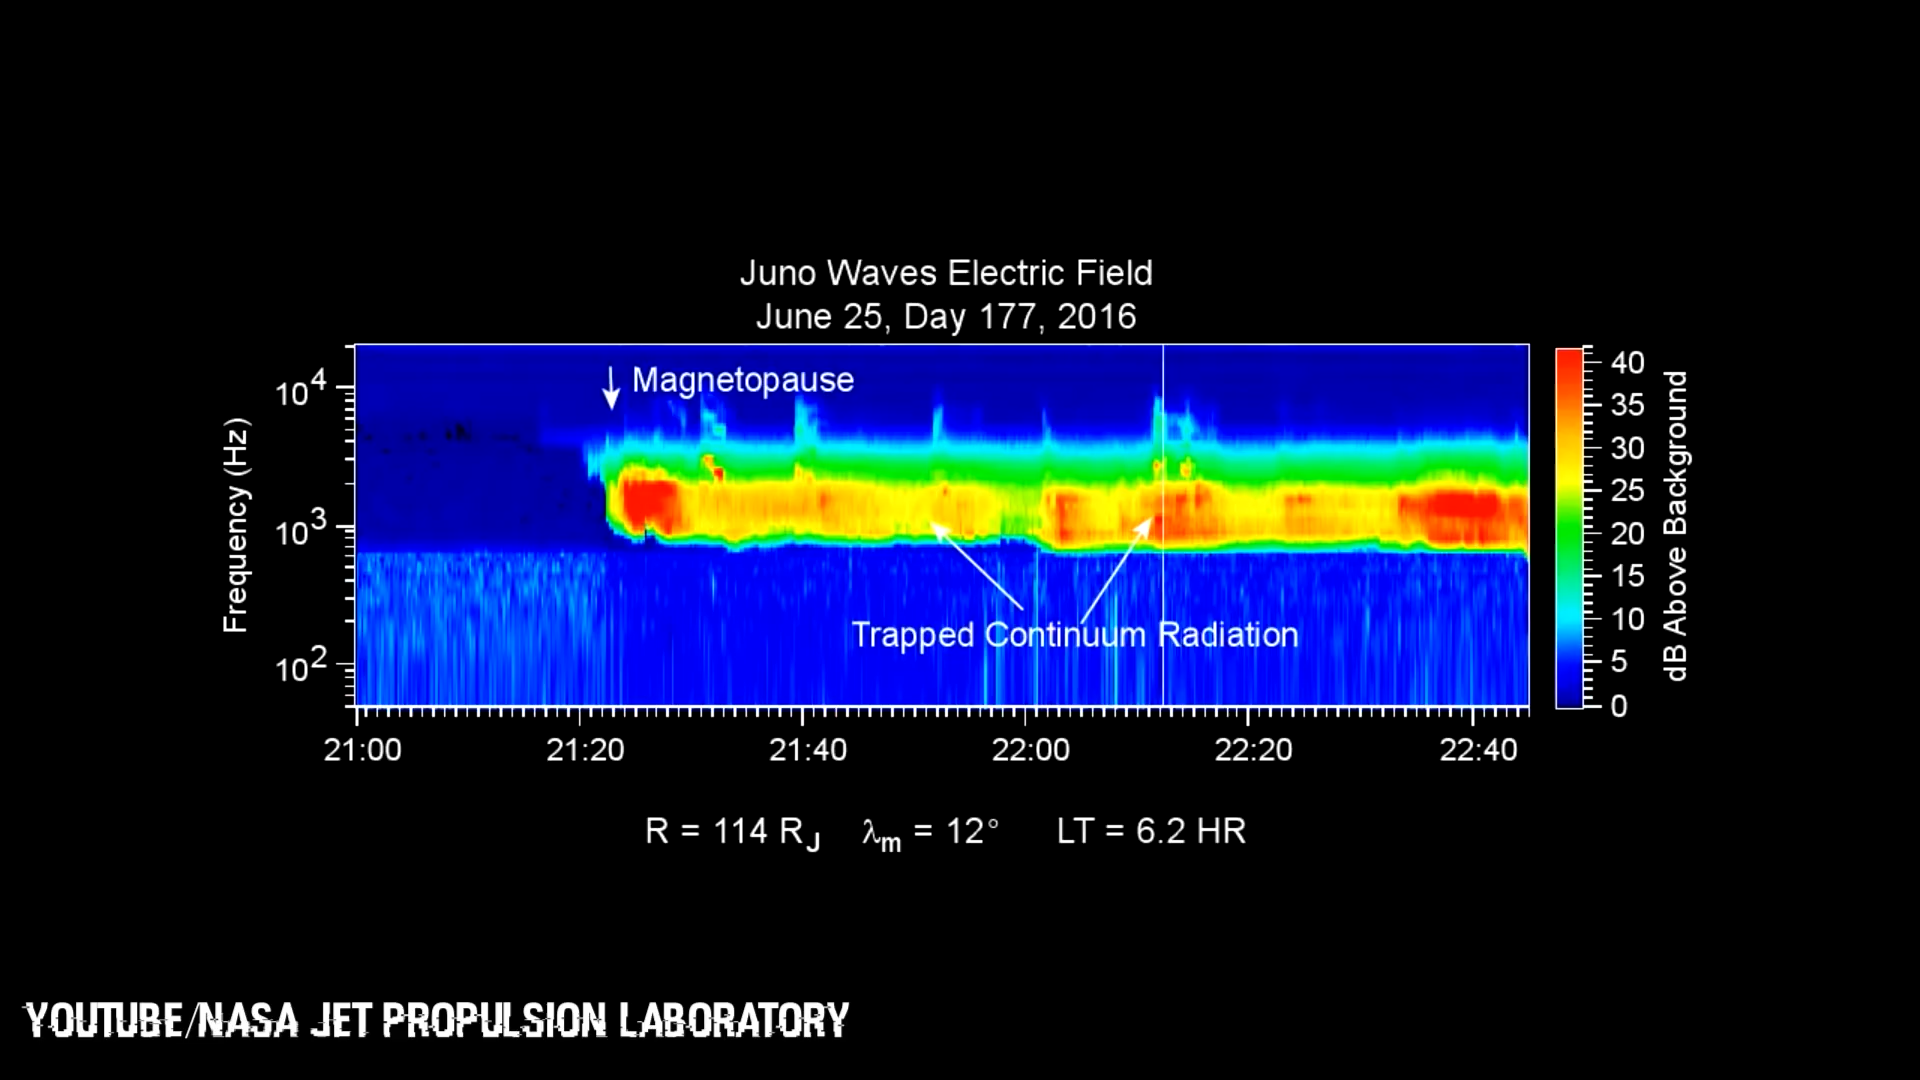 Juno Waves Electric Field
June 25, Day 177, 2016
Magnetopause
Frequency (Hz)
10⁴
10³
10²
Trapped Continuum Radiation
40
35
30
25
20
15
10
5
0
dB Above Background
21:00 21:20 21:40 22:00 22:20 22:40
R = 114 R_J λ_m = 12° LT = 6.2 HR
YOUTUBE/NASA JET PROPULSION LABORATORY